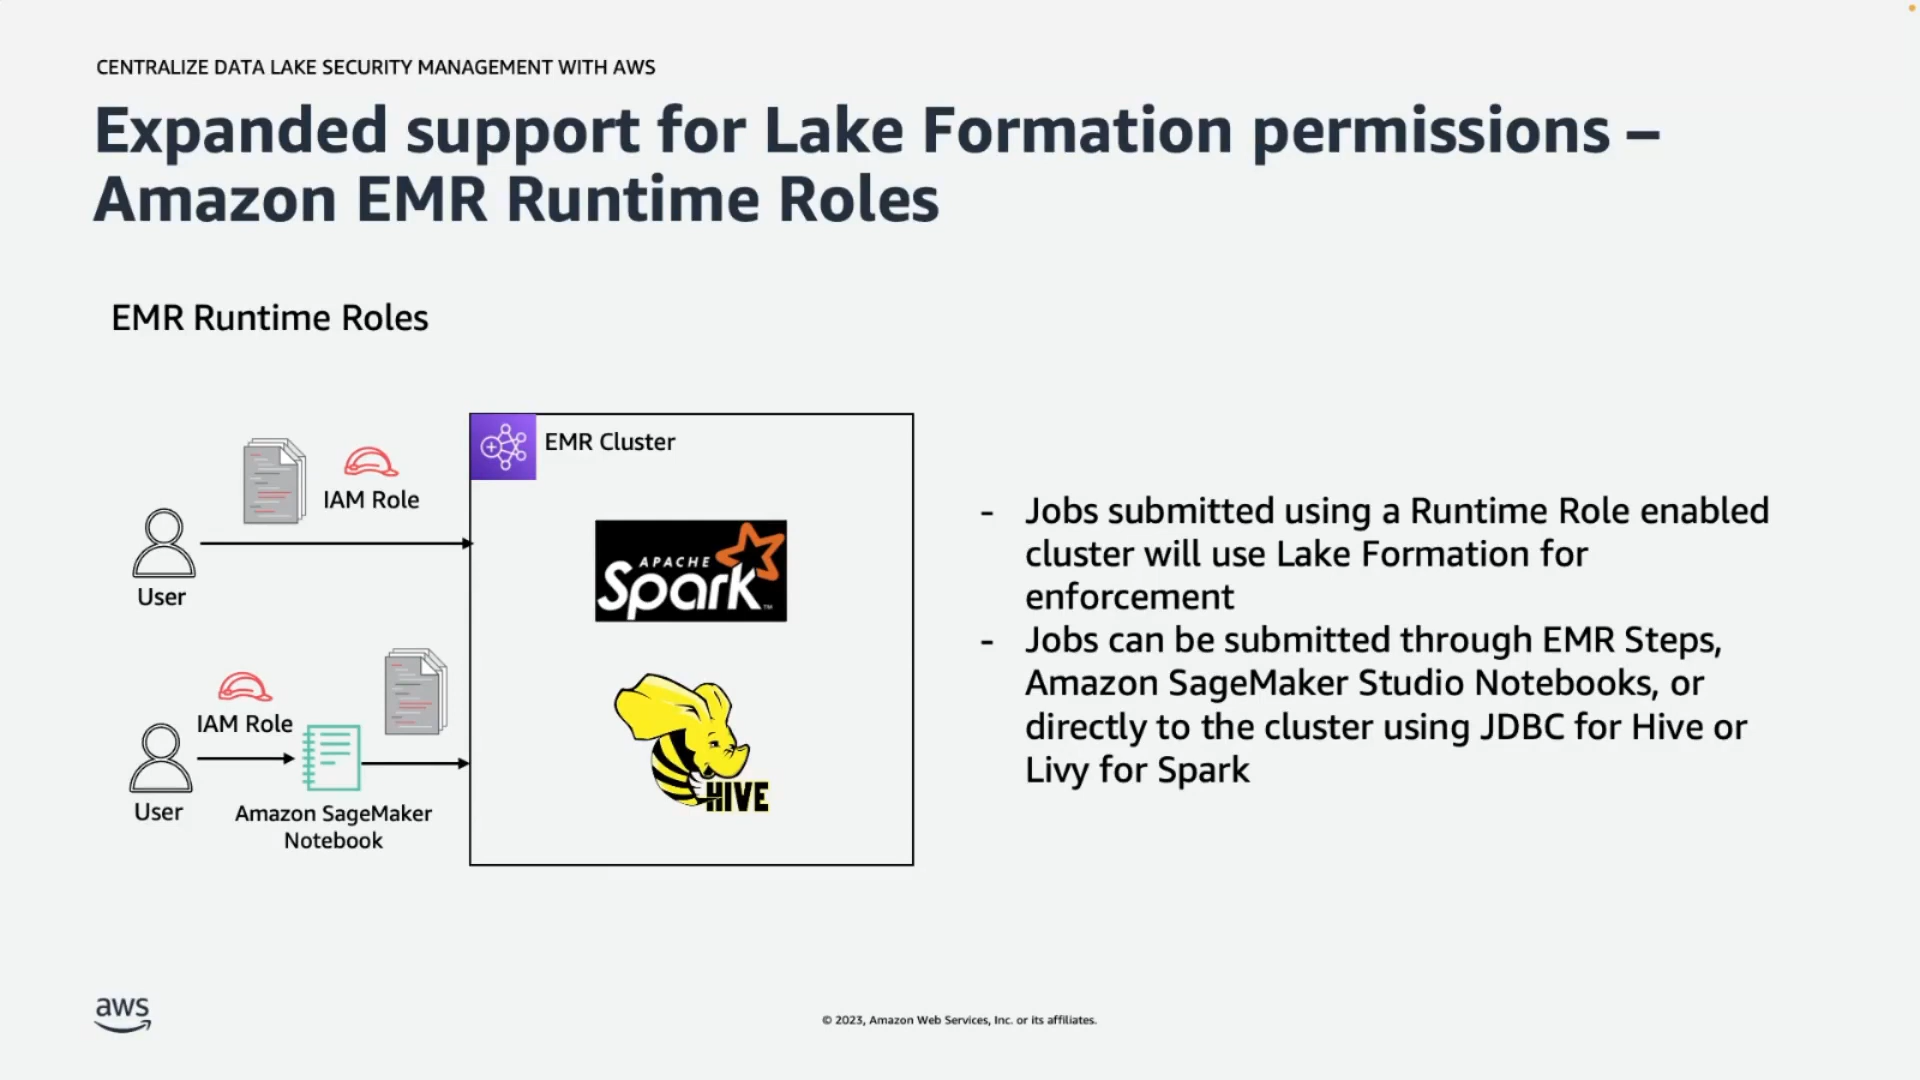 CENTRALIZE DATA LAKE SECURITY MANAGEMENT WITH AWS
Expanded support for Lake Formation permissions –
Amazon EMR Runtime Roles
EMR Runtime Roles
EMR Cluster
IAM Role
User
APACHE
Spark™
IAM Role
User
Amazon SageMaker
Notebook
HIVE
- Jobs submitted using a Runtime Role enabled
cluster will use Lake Formation for
enforcement
- Jobs can be submitted through EMR Steps,
Amazon SageMaker Studio Notebooks, or
directly to the cluster using JDBC for Hive or
Livy for Spark
aws
© 2023, Amazon Web Services, Inc. or its affiliates.